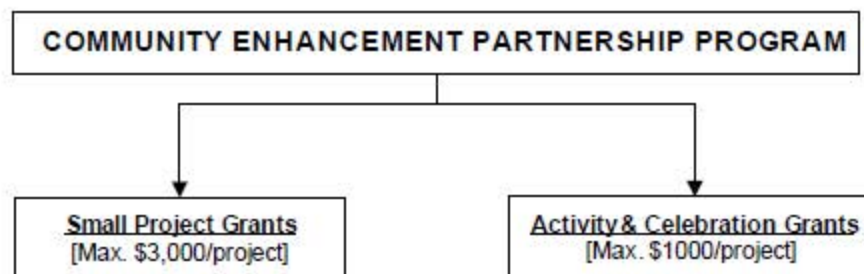 COMMUNITY ENHANCEMENT PARTNERSHIP PROGRAM
Small Project Grants
[Max. $3,000/project]
Activity & Celebration Grants
[Max. $1000/project]